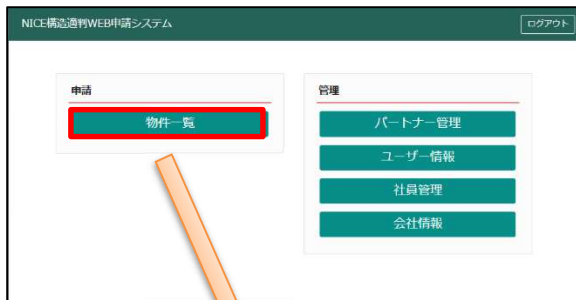 NICE構造適判WEB申請システム
ログアウト
申請
物件一覧
管理
パートナー管理
ユーザー情報
社員管理
会社情報